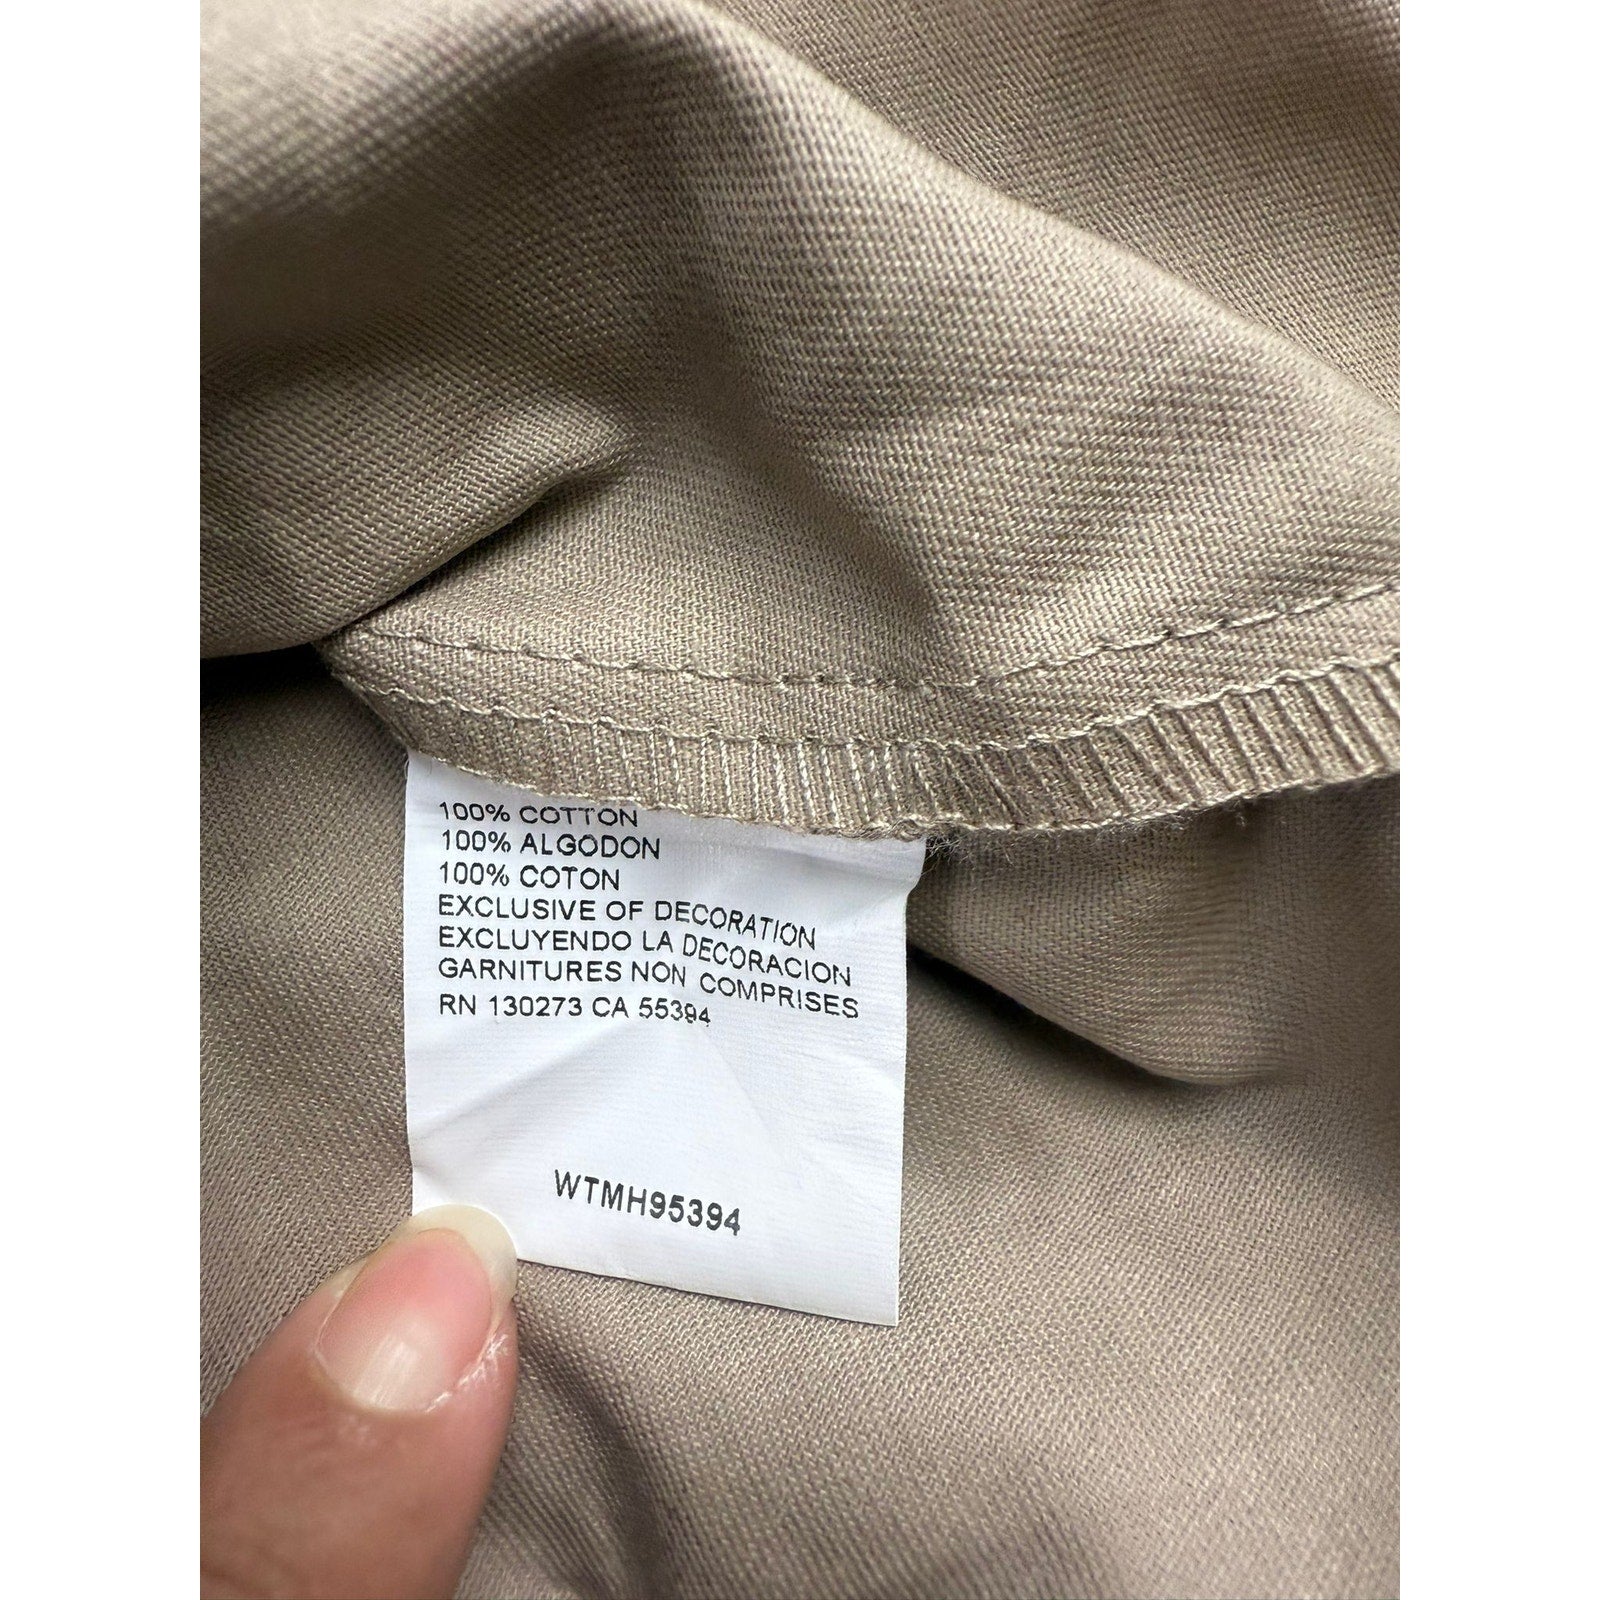 100% COTTON
100% ALGODON
100% COTON
EXCLUSIVE OF DECORATION
EXCLUYENDO LA DECORACION
GARNITURES NON COMPRISES
RN 130273 CA 55394
WTMH95394